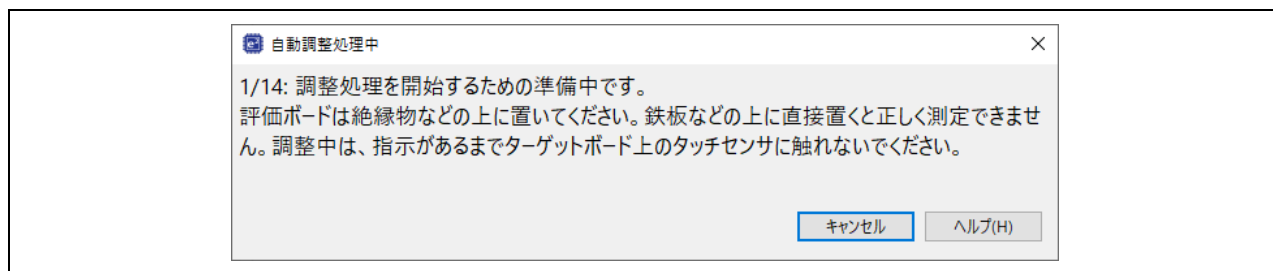 自動調整処理中
1/14: 調整処理を開始するための準備中です。
評価ボードは絶縁物などの上に置いてください。鉄板などの上に直接置くと正しく測定できませ
ん。調整中は、指示があるまでターゲットボード上のタッチセンサに触れないでください。
キャンセル ヘルプ(H)